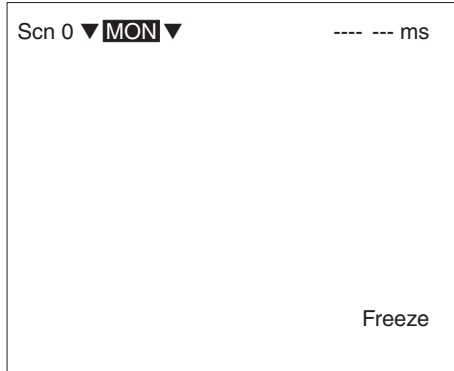 Scn 0 ▼ MON ▼ ---- --- ms
Freeze